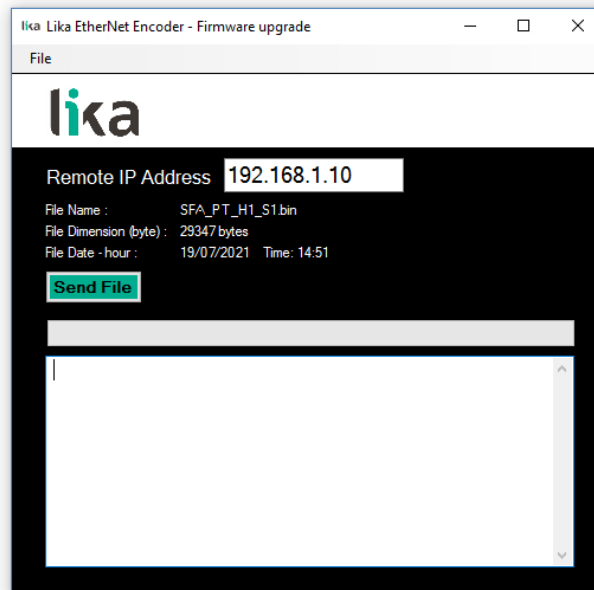 lika Lika EtherNet Encoder - Firmware upgrade
File
lika
Remote IP Address 192.168.1.10
File Name : SFA_PT_H1_S1.bin
File Dimension (byte) : 29347 bytes
File Date - hour : 19/07/2021 Time: 14:51
Send File